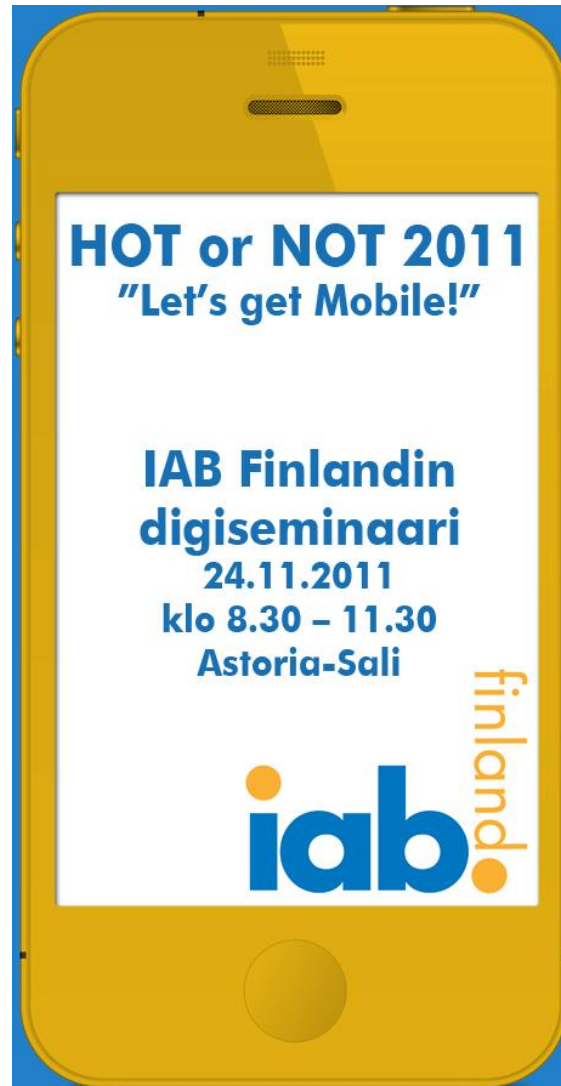 HOT or NOT 2011
”Let’s get Mobile!”
IAB Finlandin
digiseminaari
24.11.2011
klo 8.30 – 11.30
Astoria-Sali
iab.
finland